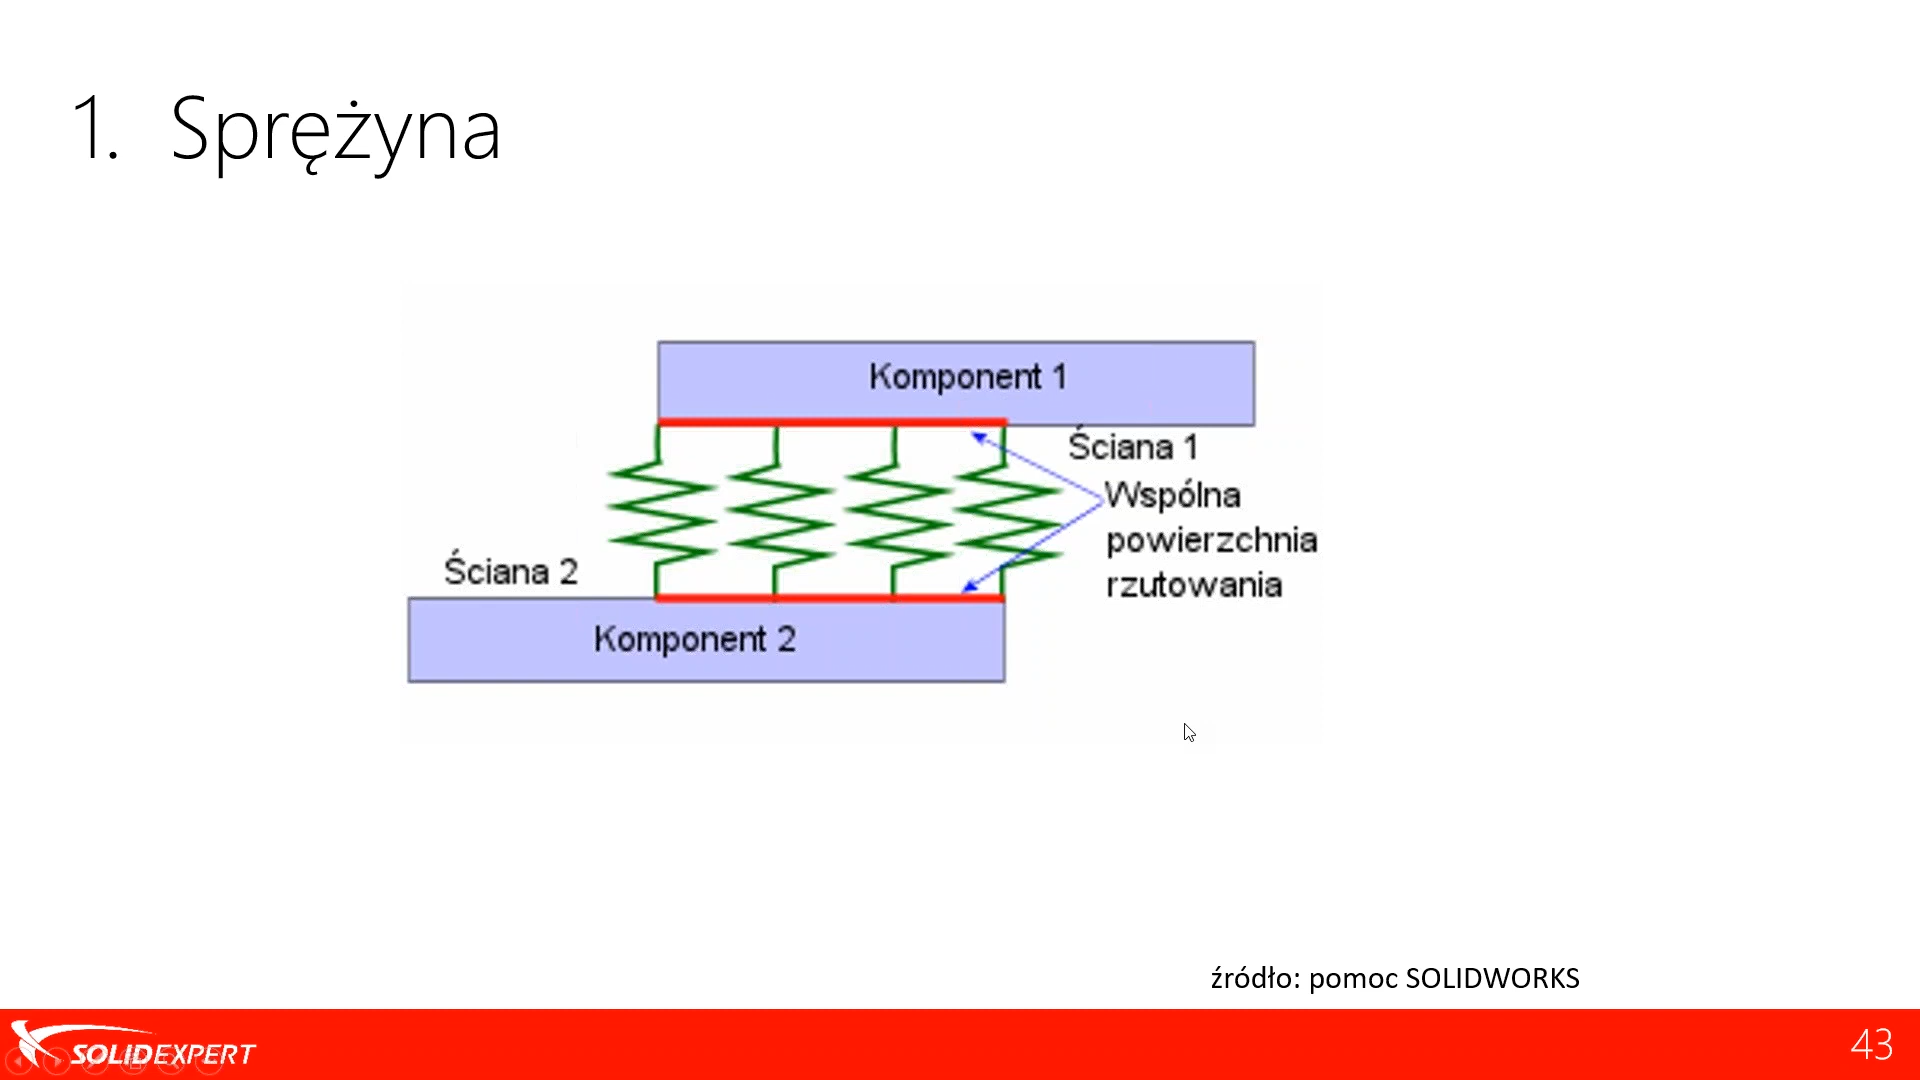 1. Sprężyna
Komponent 1
Ściana 1
Wspólna
powierzchnia
rzutowania
Ściana 2
Komponent 2
źródło: pomoc SOLIDWORKS
SOLIDEXPERT
43